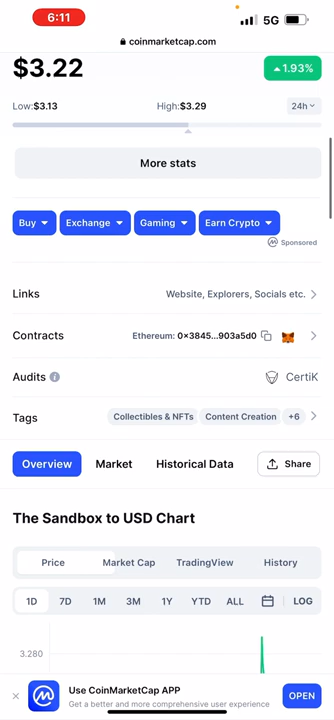 6:11
5G
coinmarketcap.com
$3.22
1.93%
Low:$3.13 High:$3.29 24h
More stats
Buy Exchange Gaming Earn Crypto
Sponsored
Links Website, Explorers, Socials etc.
Contracts Ethereum: 0x3845...903a5d0
Audits CertiK
Tags Collectibles & NFTs Content Creation +6
Overview Market Historical Data Share
The Sandbox to USD Chart
Price Market Cap TradingView History
1D 7D 1M 3M 1Y YTD ALL LOG
3.280
Use CoinMarketCap APP
Get a better and more comprehensive user experience
OPEN